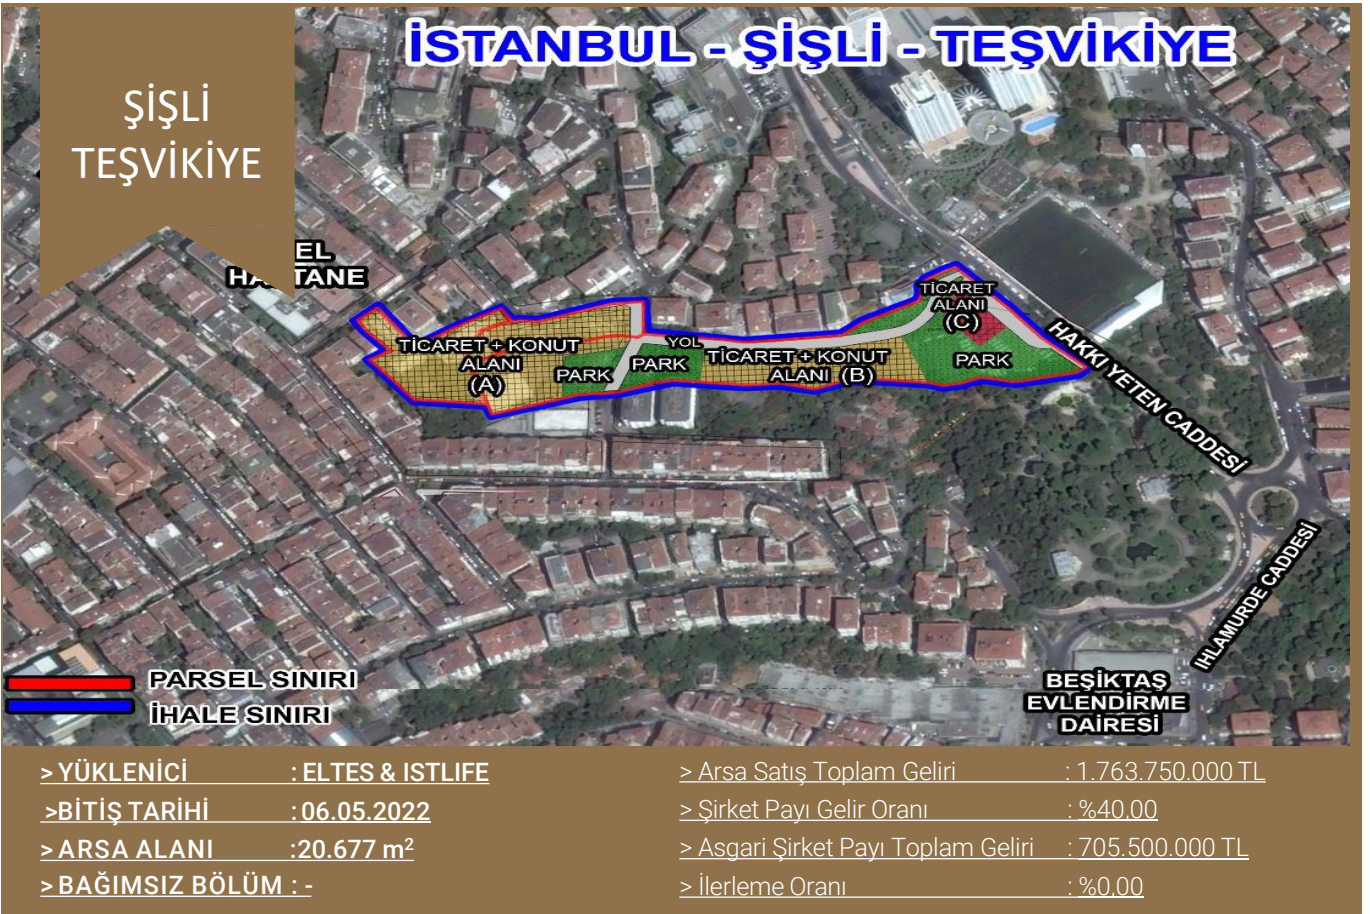 İSTANBUL - ŞİŞLİ - TEŞVİKİYE
ŞİŞLİ
TEŞVİKİYE
EL
HA TANE
TİCARET + KONUT
ALANI
(A)
PARK
PARK
YOL
TİCARET + KONUT
ALANI (B)
TİCARET
ALANI
(C)
PARK
HAKKI YETEN CADDESİ
IHLAMURDE CADDESİ
BEŞİKTAŞ
EVLENDİRME
DAİRESİ
PARSEL SINIRI
İHALE SINIRI
> YÜKLENİCİ : ELTES & ISTLIFE
>BİTİŞ TARİHİ : 06.05.2022
> ARSA ALANI :20.677 m²
> BAĞIMSIZ BÖLÜM : -
> Arsa Satış Toplam Geliri : 1.763.750.000 TL
> Şirket Payı Gelir Oranı : %40,00
> Asgari Şirket Payı Toplam Geliri : 705.500.000 TL
> İlerleme Oranı : %0,00